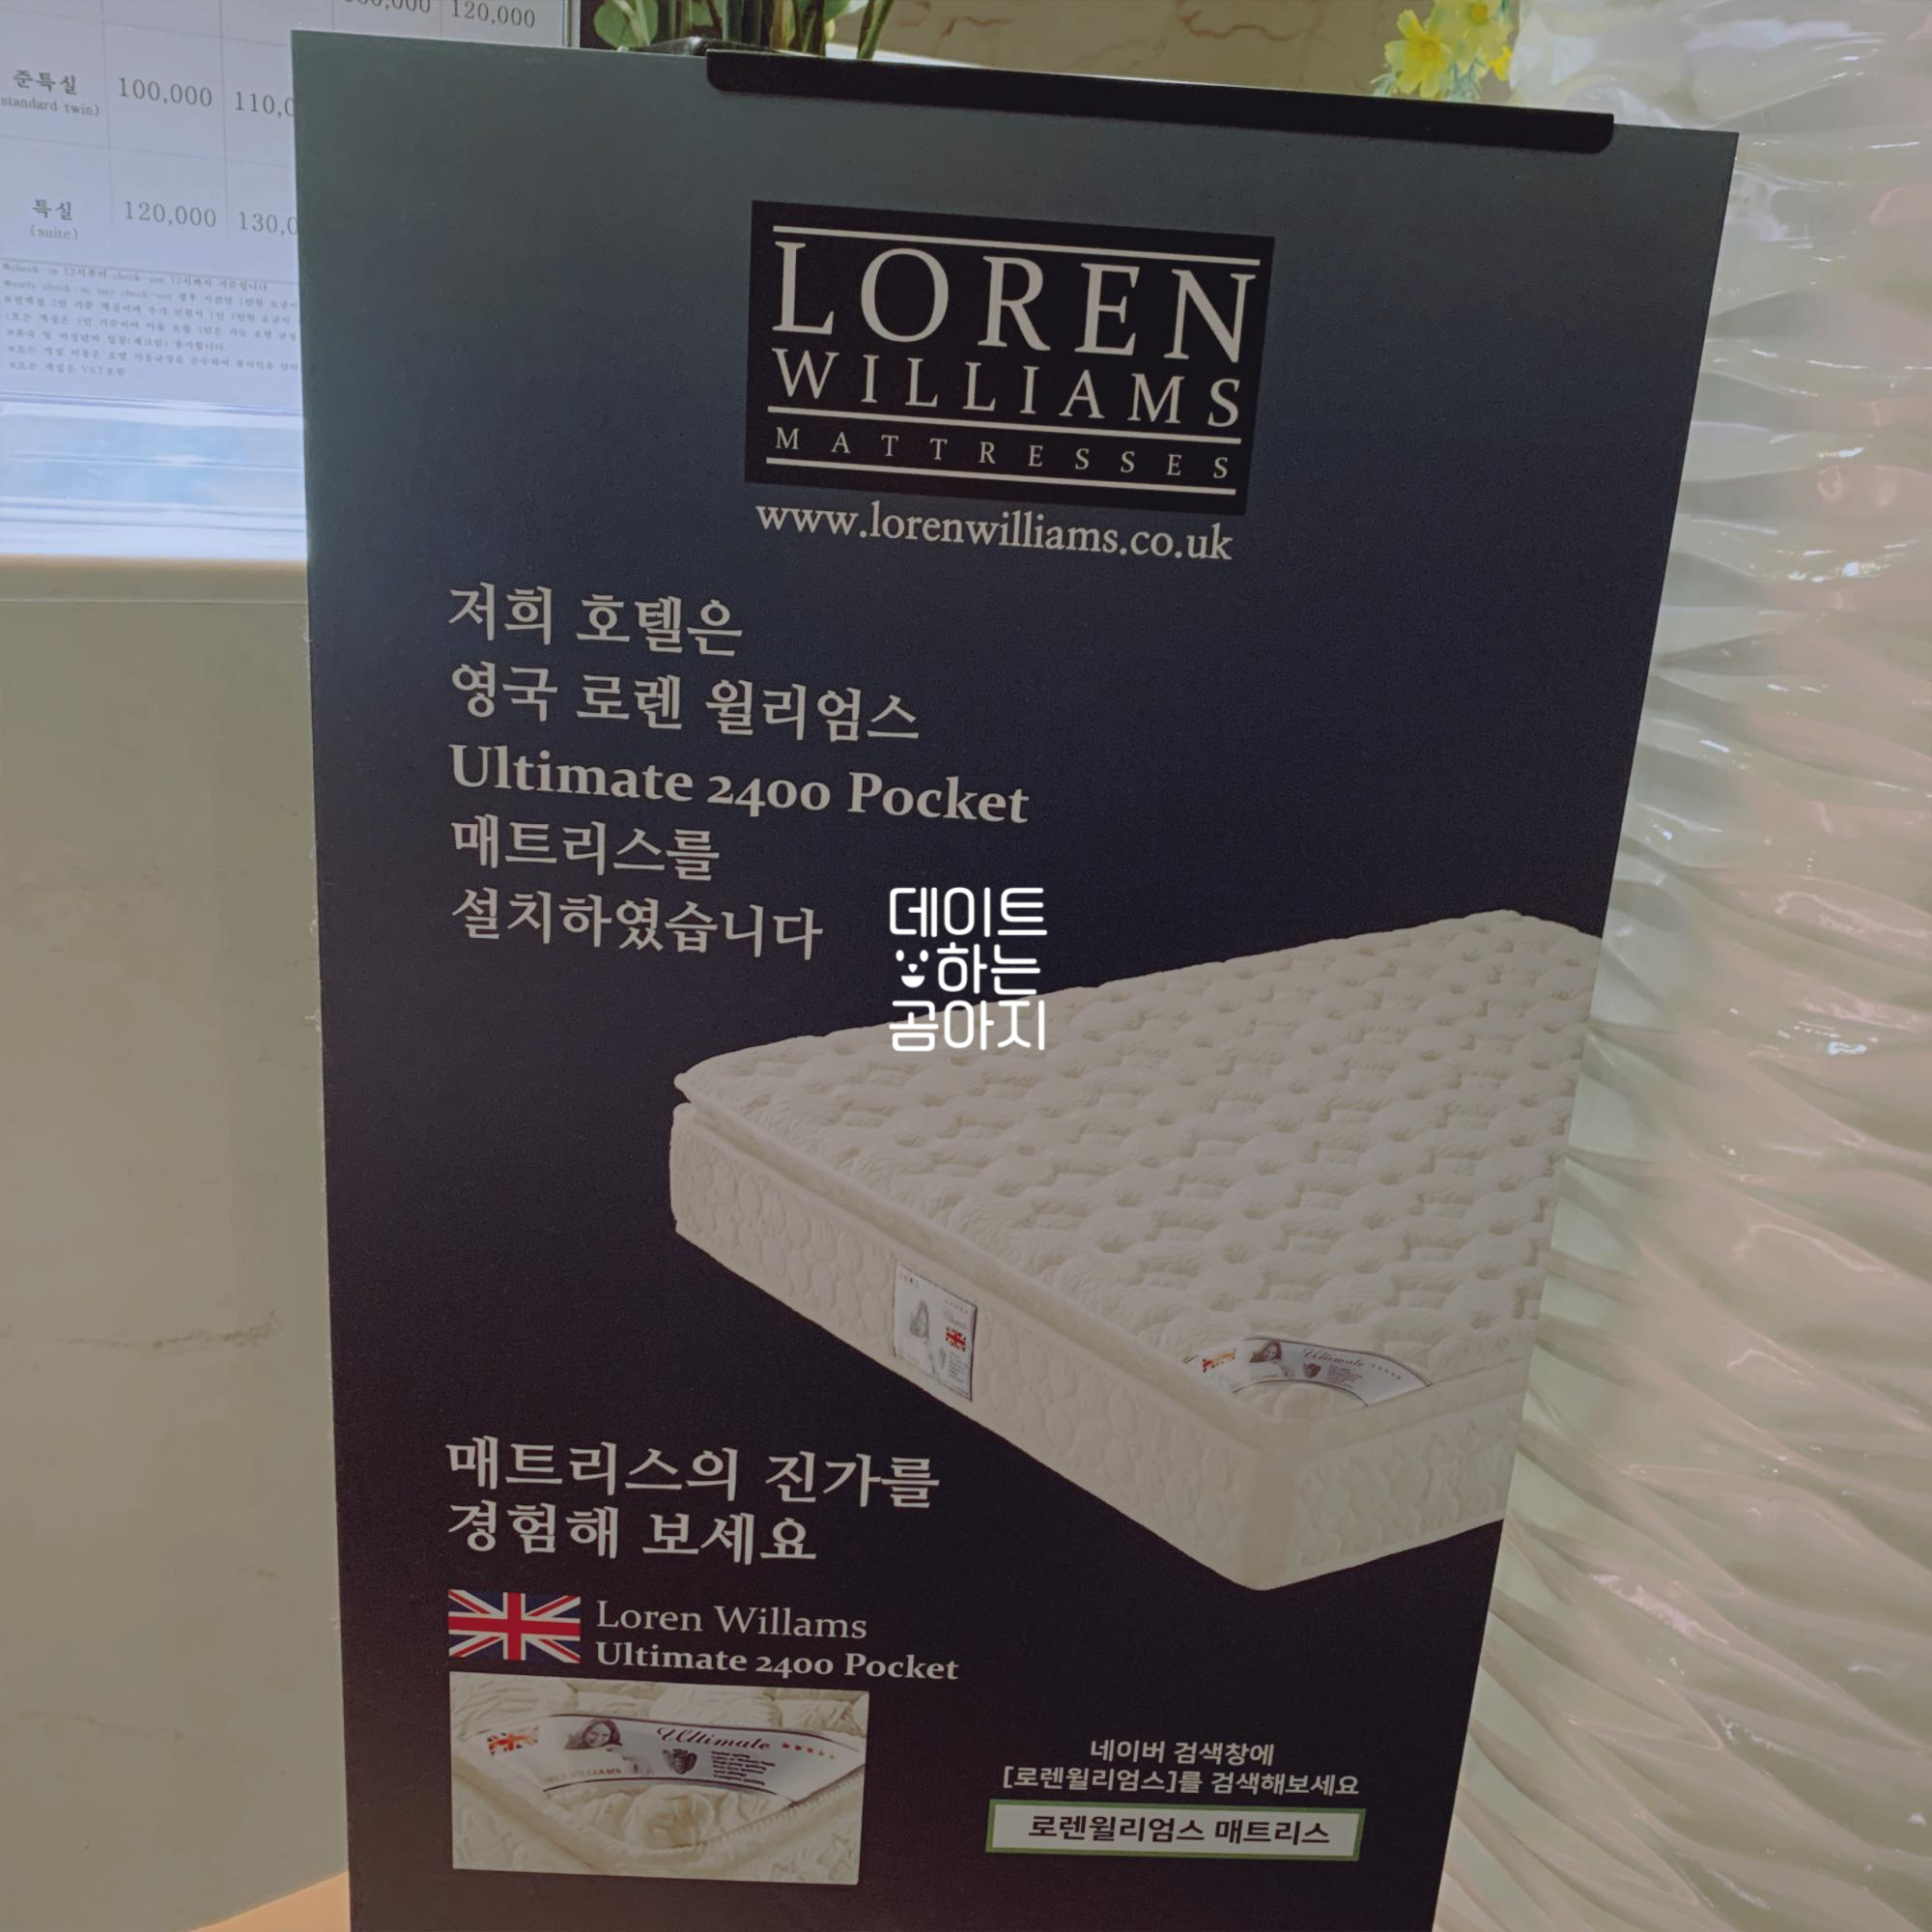 120,000
준특실
100,000
(standard twin)
특실
120,000
(suite)
LOREN
WILLIAMS
MATTRESSES
www.lorenwilliams.co.uk
저희 호텔은
영국 로렌 윌리엄스
Ultimate 2400 Pocket
매트리스를
설치하였습니다
데이트
하는
곰아지
Ultimate
매트리스의 진가를
경험해 보세요
Loren Willams
Ultimate 2400 Pocket
Ultimate
네이버 검색창에
[로렌윌리엄스]를 검색해보세요
로렌윌리엄스 매트리스